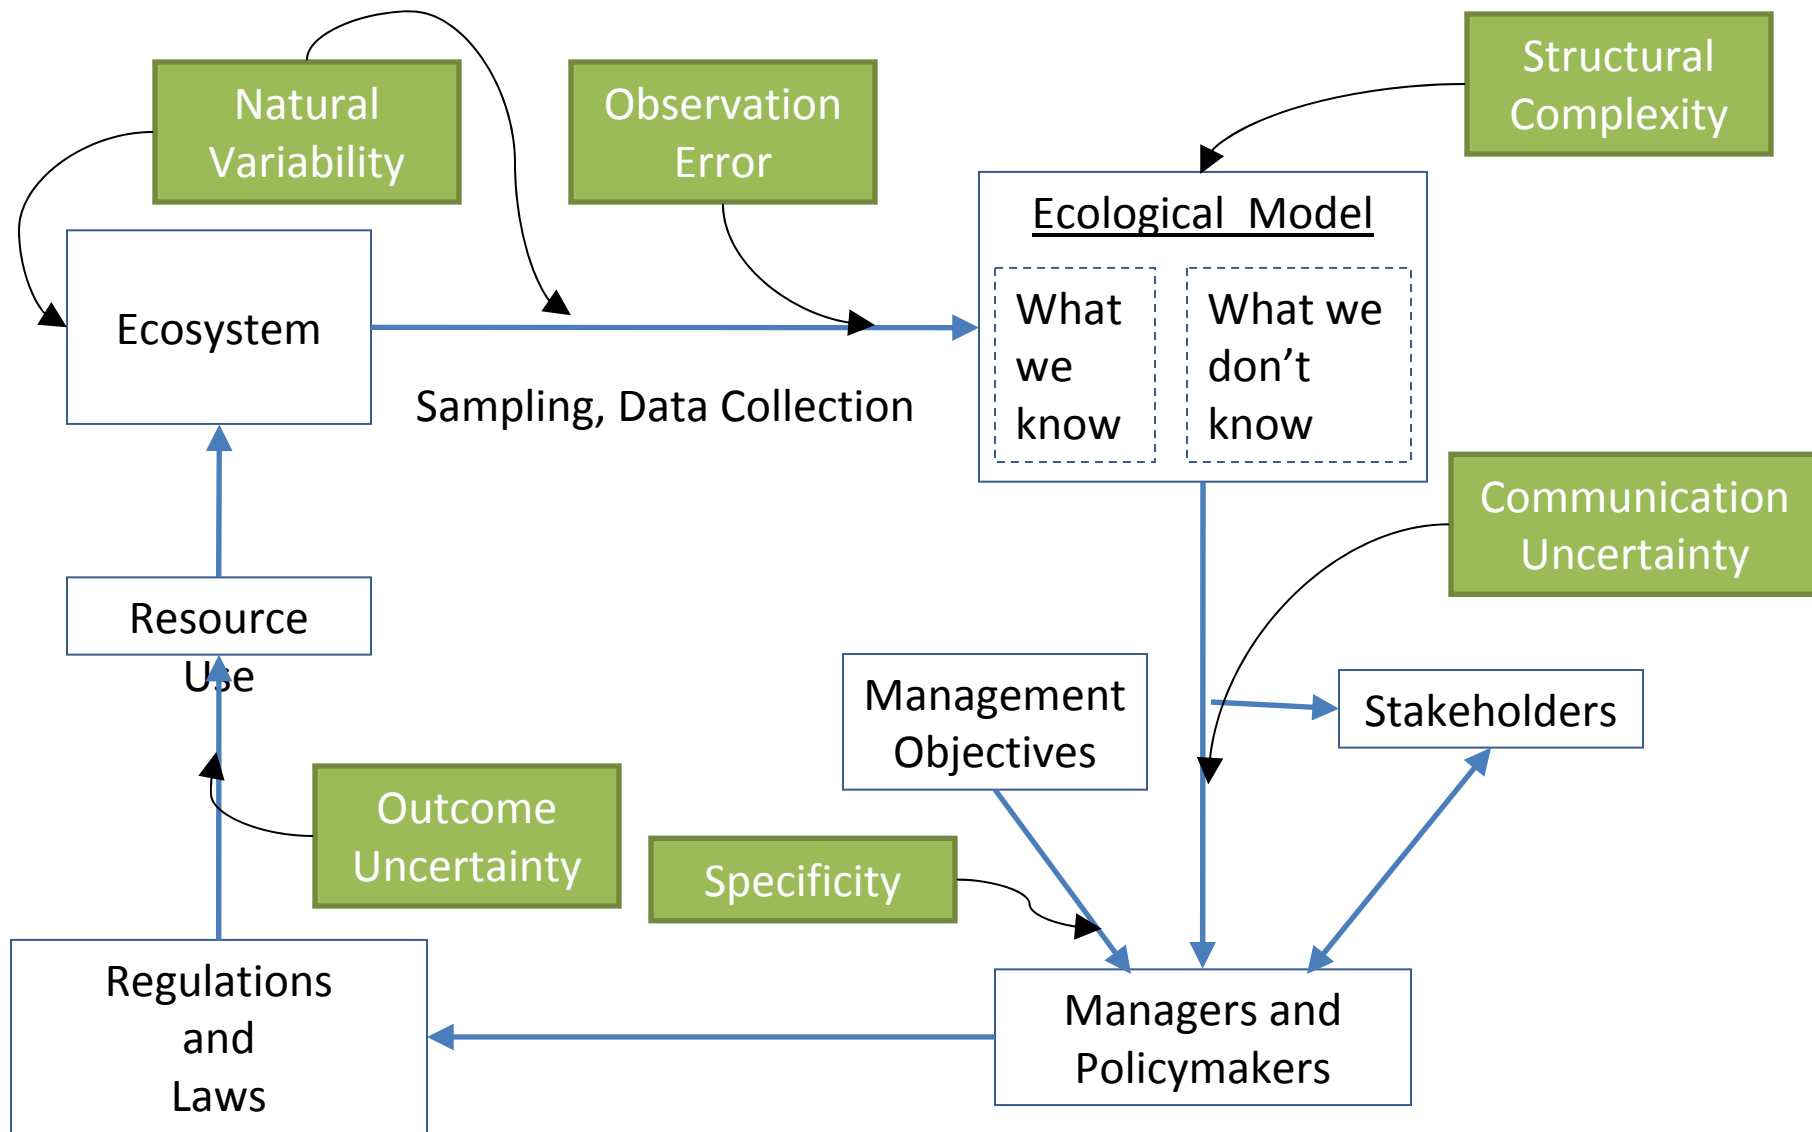 Natural
Variability
Observation
Error
Structural
Complexity
Ecological  Model
What
we
know
What we
don’t
know
Ecosystem
Sampling, Data Collection
Communication
Uncertainty
Resource
Use
Management
Objectives
Stakeholders
Outcome
Uncertainty
Specificity
Regulations
and
Laws
Managers and
Policymakers